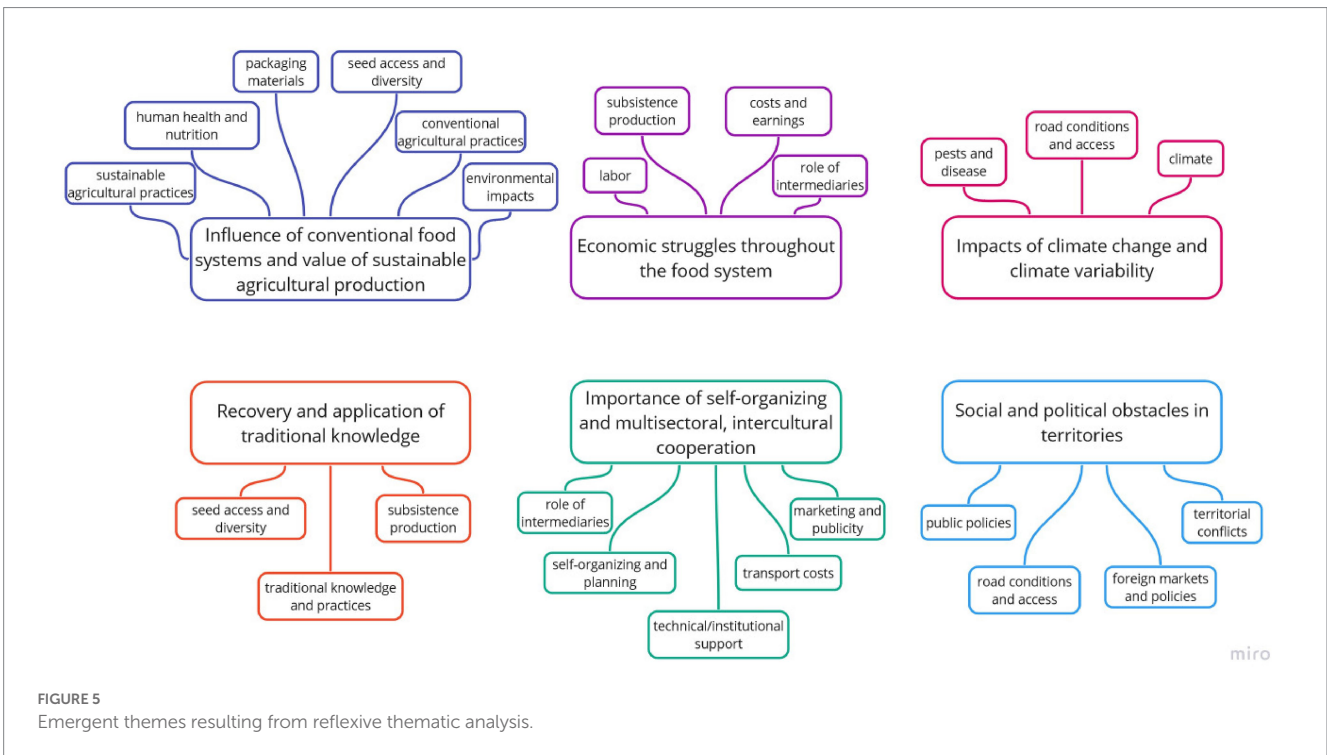 packaging
materials
seed access and
diversity
human health and
nutrition
conventional
agricultural practices
sustainable
agricultural practices
environmental
impacts
Influence of conventional food
systems and value of sustainable
agricultural production
subsistence
production
costs and
earnings
labor
role of
intermediaries
Economic struggles throughout
the food system
road conditions
and access
pests and
disease
climate
Impacts of climate change and
climate variability
Recovery and application of
traditional knowledge
seed access and
diversity
subsistence
production
traditional knowledge
and practices
Importance of self-organizing
and multisectoral, intercultural
cooperation
role of
intermediaries
marketing and
publicity
self-organizing and
planning
transport costs
technical/institutional
support
Social and political obstacles in
territories
public policies
territorial
conflicts
road conditions
and access
foreign markets
and policies
miro
FIGURE 5
Emergent themes resulting from reflexive thematic analysis.